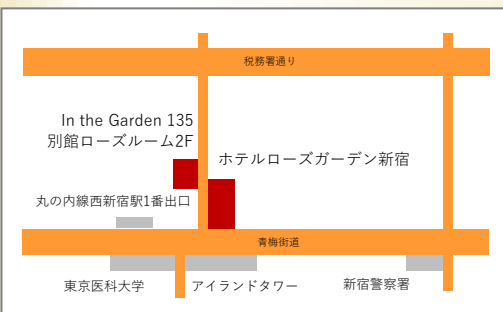 税務署通り
In the Garden 135
別館ローズルーム2F
ホテルローズガーデン新宿
丸の内線西新宿駅1番出口
青梅街道
東京医科大学
アイランドタワー
新宿警察署